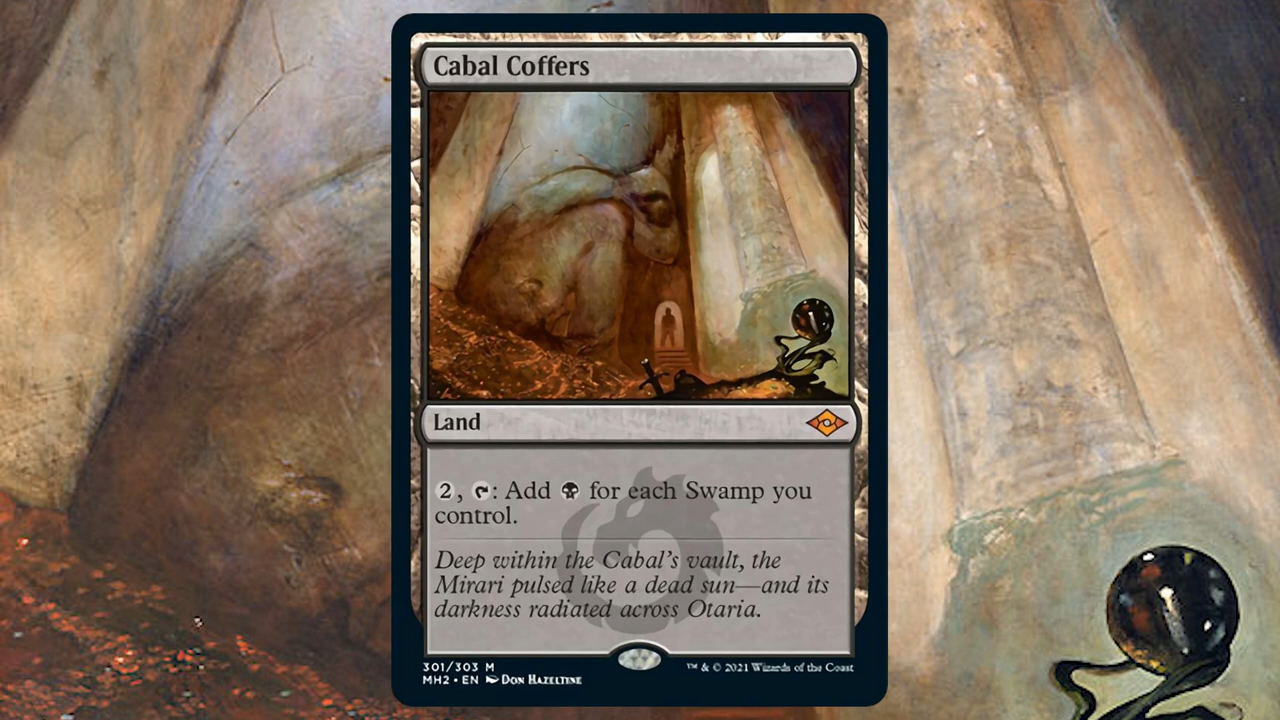 Cabal Coffers
Land
2, : Add for each Swamp you
control.
Deep within the Cabal's vault, the
Mirari pulsed like a dead sun—and its
darkness radiated across Otaria.
301/303 M
™ & © 2021 Wizards of the Coast
MH2 • EN Don Hazeltine